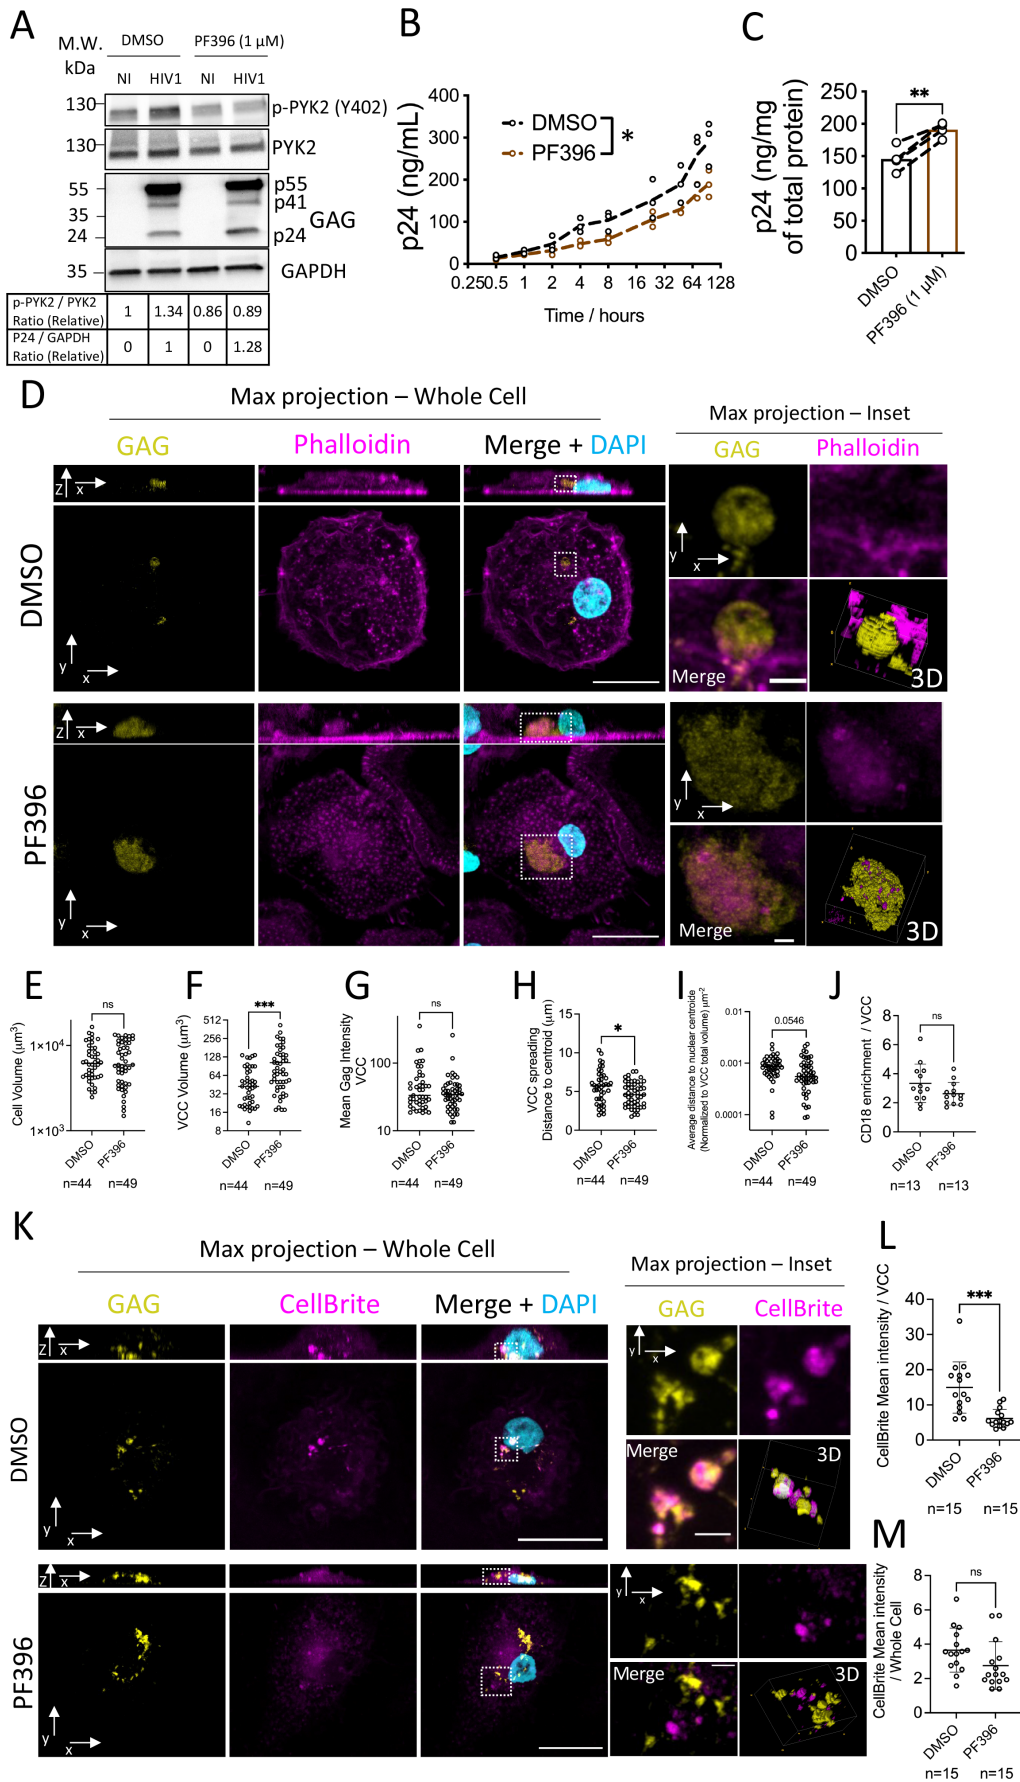 A
M.W.
kDa
DMSO
PF396 (1 µM)
NI
HIV1
NI
HIV1
130
p-PYK2 (Y402)
130
PYK2
55
35
24
p55
p41
GAG
p24
35
GAPDH
p-PYK2 / PYK2
Ratio (Relative)
1
1.34
0.86
0.89
P24 / GAPDH
Ratio (Relative)
0
1
0
1.28
B
p24 (ng/mL)
400
300
200
100
0
DMSO
PF396
*
0.25
0.5
1
2
4
8
16
32
64
128
Time / hours
C
p24 (ng/mg
of total protein)
250
200
150
100
50
0
**
DMSO
PF396 (1 µM)
D
Max projection – Whole Cell
Max projection – Inset
GAG
Phalloidin
Merge + DAPI
GAG
Phalloidin
DMSO
Z
x
y
x
y
x
Merge
3D
PF396
Z
x
y
x
y
x
Merge
3D
E
Cell Volume (µm³)
1×10⁴
1×10³
ns
DMSO
PF396
n=44
n=49
F
VCC Volume (µm³)
512
256
128
64
32
16
8
***
DMSO
PF396
n=44
n=49
G
Mean Gag Intensity
VCC
100
10
ns
DMSO
PF396
n=44
n=49
H
VCC spreading
Distance to centroid (µm)
15
10
5
0
*
DMSO
PF396
n=44
n=49
I
Average distance to nuclear centroide
(Normalized to VCC total volume) µm⁻²
0.01
0.001
0.0001
0.0546
DMSO
PF396
n=44
n=49
J
CD18 enrichment / VCC
8
6
4
2
0
ns
DMSO
PF396
n=13
n=13
K
Max projection – Whole Cell
Max projection – Inset
GAG
CellBrite
Merge + DAPI
GAG
CellBrite
DMSO
Z
x
y
x
y
x
Merge
3D
PF396
Z
x
y
x
y
x
Merge
3D
L
CellBrite Mean intensity / VCC
40
30
20
10
0
***
DMSO
PF396
n=15
n=15
M
CellBrite Mean intensity
/ Whole Cell
8
6
4
2
0
ns
DMSO
PF396
n=15
n=15